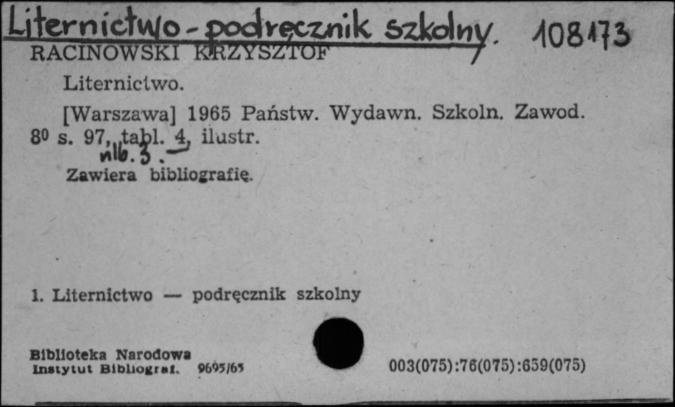 Liternictwo - podręcznik szkolny. 108173
RACINOWSKI KRZYSZTOF
Liternictwo.
[Warszawa] 1965 Państw. Wydawn. Szkoln. Zawod.
8⁰ s. 97, tabl. 4, ilustr.
nlb. 3.
Zawiera bibliografię.
1. Liternictwo — podręcznik szkolny
Biblioteka Narodowa
Instytut Bibliograf. 9695/65
003(075):76(075):659(075)